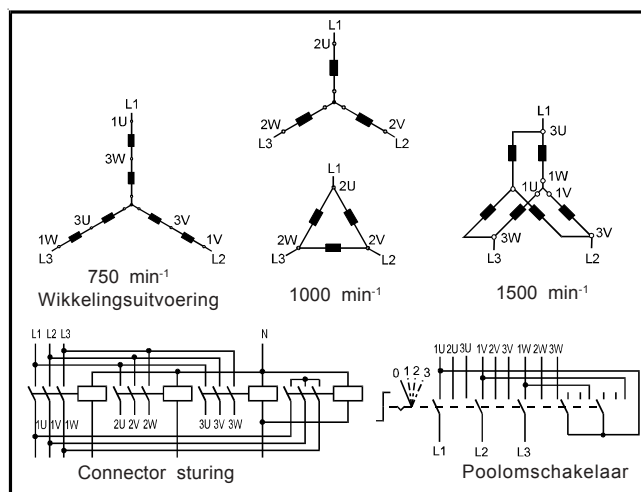 L1
2U
2W
2V
L3
L2
L1
1U
3W
3U
3V
1W
1V
L3
L2
750 min-1
Wikkelingsuitvoering
L1
2U
2W
2V
L3
L2
1000 min-1
L1
3U
1W
1U
1V
3W
3V
L3
L2
1500 min-1
L1 L2 L3
N
1U 1V 1W
2U 2V 2W
3U 3V 3W
Connector sturing
1U 2U 3U 1V 2V 3V 1W 2W 3W
0 1 2 3
L1
L2
L3
Poolomschakelaar